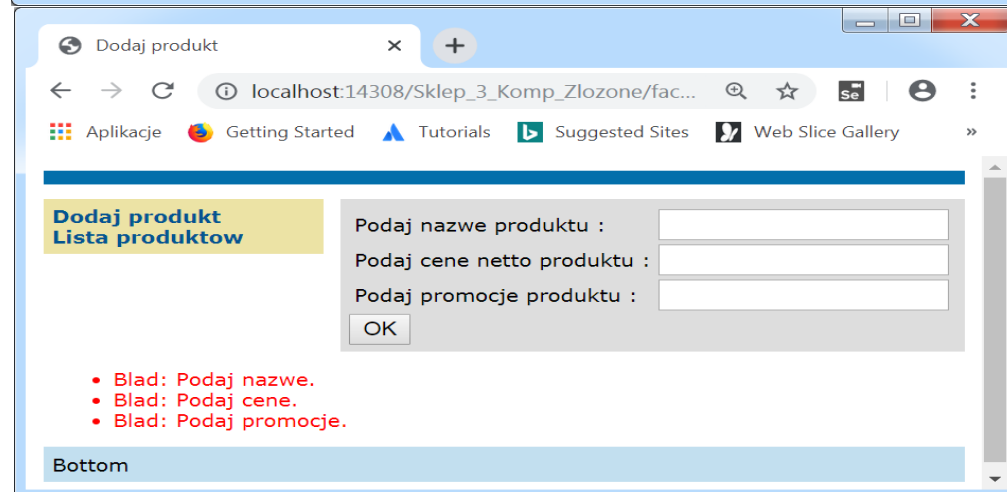 Dodaj produkt
localhost:14308/Sklep_3_Komp_Zlozone/fac...
Se
Aplikacje Getting Started Tutorials Suggested Sites Web Slice Gallery »
Dodaj produkt
Lista produktow
Podaj nazwe produktu :
Podaj cene netto produktu :
Podaj promocje produktu :
OK
• Blad: Podaj nazwe.
• Blad: Podaj cene.
• Blad: Podaj promocje.
Bottom